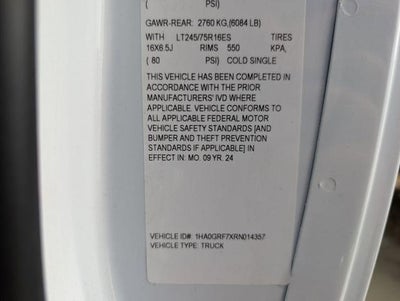 ( PSI)
GAWR-REAR: 2760 KG,(6084 LB)
WITH LT245/75R16ES TIRES
16X6.5J RIMS 550 KPA,
( 80 PSI) COLD SINGLE
THIS VEHICLE HAS BEEN COMPLETED IN
ACCORDANCE WITH THE PRIOR
MANUFACTURERS' IVD WHERE
APPLICABLE. VEHICLE CONFORMS TO
ALL APPLICABLE FEDERAL MOTOR
VEHICLE SAFETY STANDARDS [AND
BUMPER AND THEFT PREVENTION
STANDARDS IF APPLICABLE] IN
EFFECT IN: MO. 09 YR. 24
VEHICLE ID#: 1HA0GRF7XRN014357
VEHICLE TYPE: TRUCK